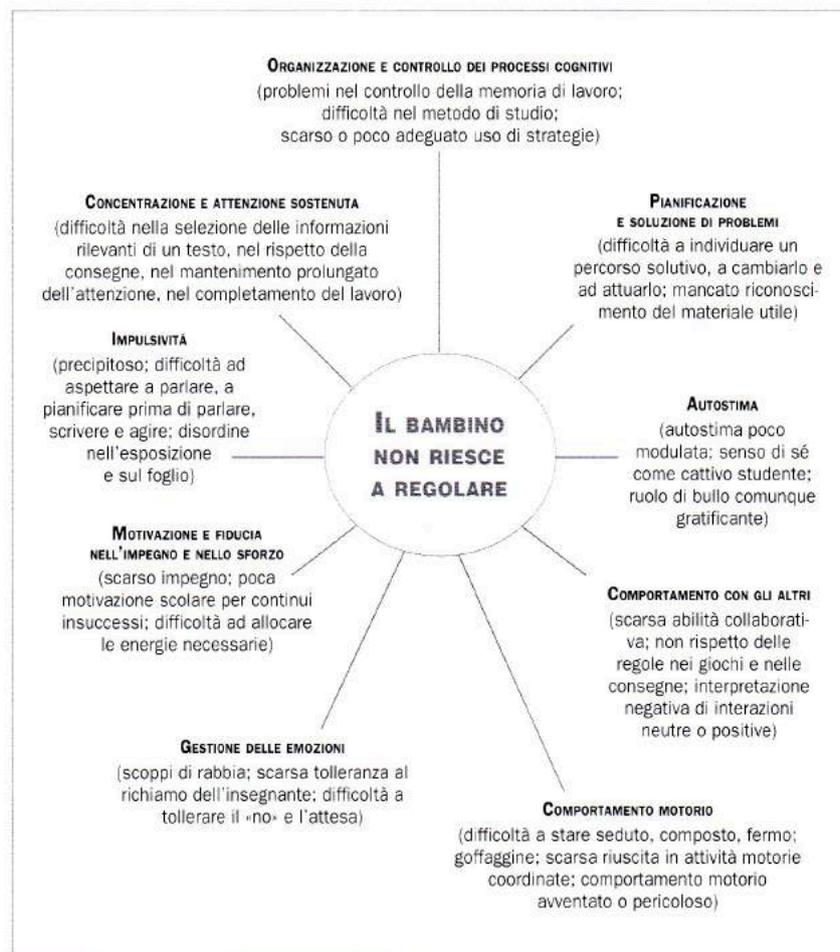 ORGANIZZAZIONE E CONTROLLO DEI PROCESSI COGNITIVI
(problemi nel controllo della memoria di lavoro;
difficoltà nel metodo di studio;
scarso o poco adeguato uso di strategie)
CONCENTRAZIONE E ATTENZIONE SOSTENUTA
(difficoltà nella selezione delle informazioni
rilevanti di un testo, nel rispetto della
consegne, nel mantenimento prolungato
dell'attenzione, nel completamento del lavoro)
PIANIFICAZIONE
E SOLUZIONE DI PROBLEMI
(difficoltà a individuare un
percorso solutivo, a cambiarlo e
ad attuarlo; mancato riconosci-
mento del materiale utile)
IMPULSIVITÀ
(precipitoso; difficoltà ad
aspettare a parlare, a
pianificare prima di parlare,
scrivere e agire; disordine
nell'esposizione
e sul foglio)
IL BAMBINO
NON RIESCE
A REGOLARE
AUTOSTIMA
(autostima poco
modulata; senso di sé
come cattivo studente;
ruolo di bullo comunque
gratificante)
MOTIVAZIONE E FIDUCIA
NELL'IMPEGNO E NELLO SFORZO
(scarso impegno; poca
motivazione scolare per continui
insuccessi; difficoltà ad allocare
le energie necessarie)
COMPORTAMENTO CON GLI ALTRI
(scarsa abilità collaborati-
va; non rispetto delle
regole nei giochi e nelle
consegne; interpretazione
negativa di interazioni
neutre o positive)
GESTIONE DELLE EMOZIONI
(scoppi di rabbia; scarsa tolleranza al
richiamo dell'insegnante; difficoltà a
tollerare il «no» e l'attesa)
COMPORTAMENTO MOTORIO
(difficoltà a stare seduto, composto, fermo;
goffaggine; scarsa riuscita in attività motorie
coordinate; comportamento motorio
avventato o pericoloso)